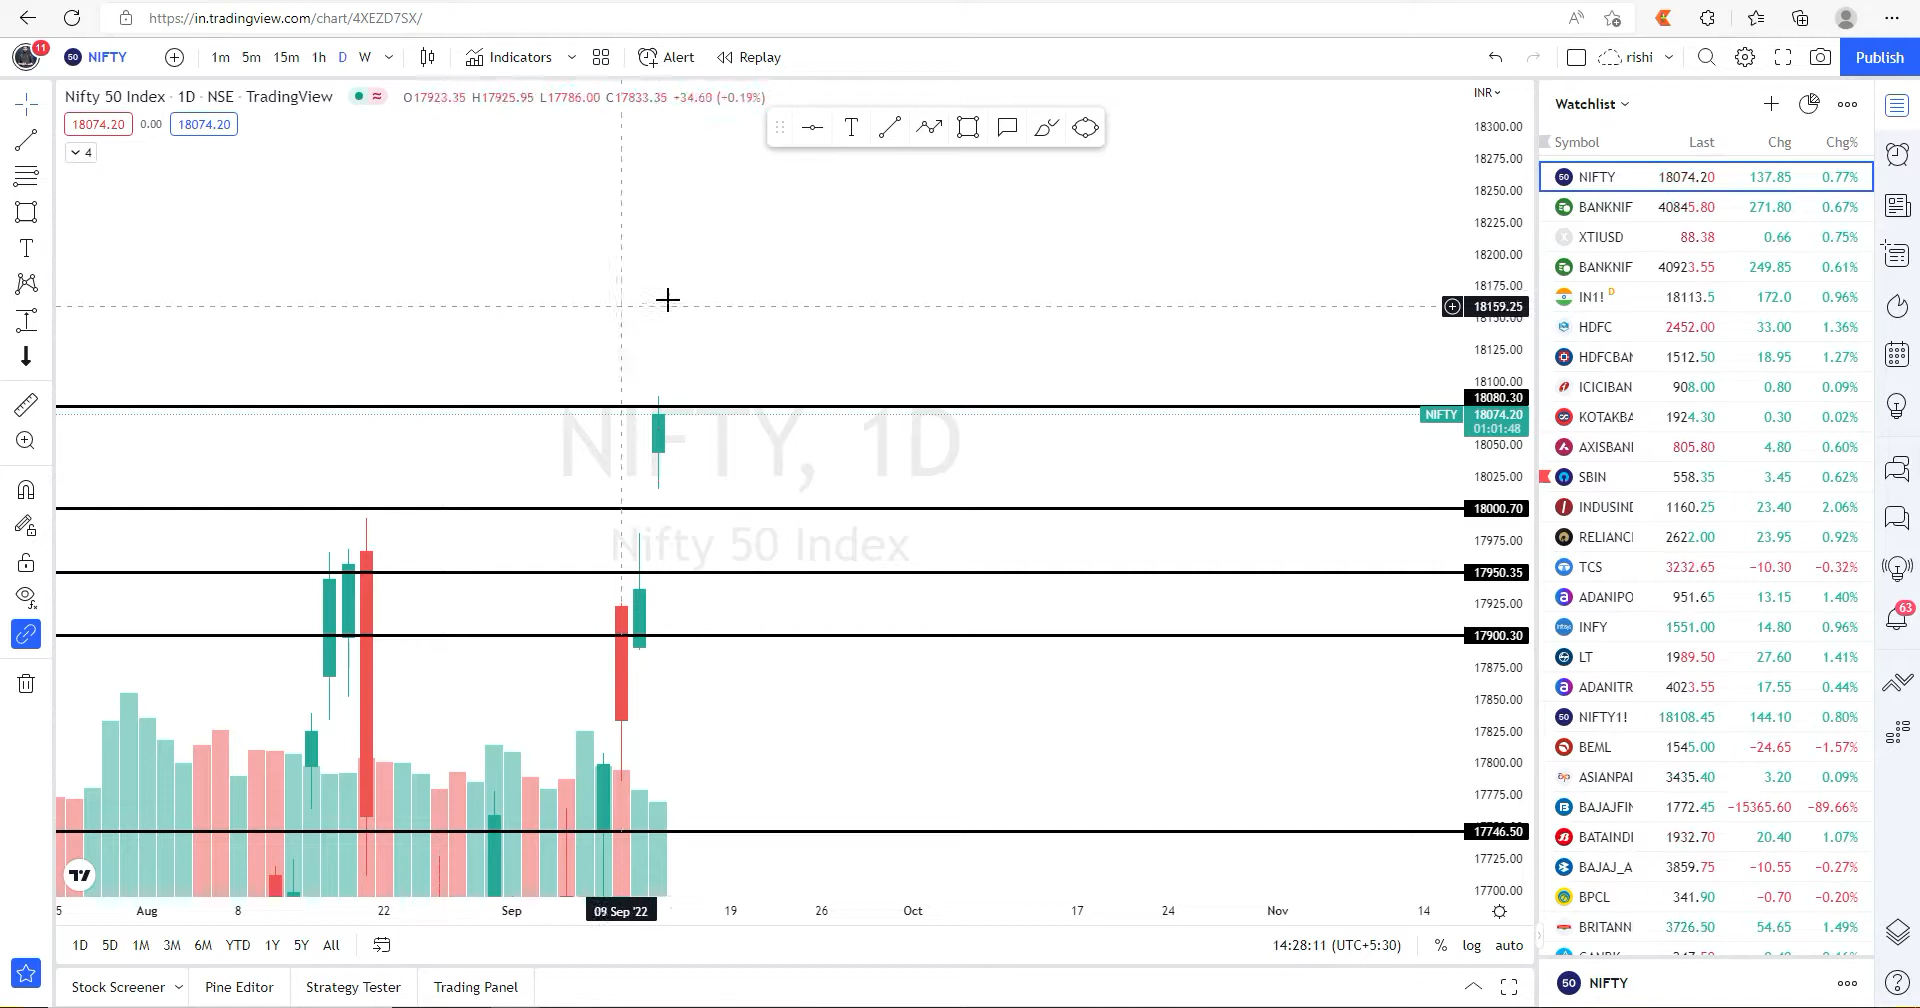 https://in.tradingview.com/chart/4XEZD7SX/
11
50 NIFTY 1m 5m 15m 1h D W Indicators Alert Replay rishi Publish
Nifty 50 Index · 1D · NSE · TradingView O17923.35 H17925.95 L17786.00 C17833.35 +34.60 (+0.19%)
18074.20 0.00 18074.20
4
INR
18300.00
18275.00
18250.00
18225.00
18200.00
18175.00
18159.25
18150.00
18125.00
18100.00
18080.30
NIFTY 18074.20
01:01:48
18050.00
18025.00
18000.70
17975.00
17950.35
17925.00
17900.30
17875.00
17850.00
17825.00
17800.00
17775.00
17746.50
17725.00
17700.00
NIFTY, 1D
Nifty 50 Index
5 Aug 8 22 Sep 09 Sep '22 19 26 Oct 17 24 Nov 14
1D 5D 1M 3M 6M YTD 1Y 5Y All 14:28:11 (UTC+5:30) % log auto
Stock Screener Pine Editor Strategy Tester Trading Panel
Watchlist
Symbol Last Chg Chg%
50 NIFTY 18074.20 137.85 0.77%
BANKNIF 40845.80 271.80 0.67%
XTIUSD 88.38 0.66 0.75%
BANKNIF 40923.55 249.85 0.61%
IN1! D 18113.5 172.0 0.96%
HDFC 2452.00 33.00 1.36%
HDFCBAN 1512.50 18.95 1.27%
ICICIBAN 908.00 0.80 0.09%
KOTAKBA 1924.30 0.30 0.02%
AXISBANI 805.80 4.80 0.60%
SBIN 558.35 3.45 0.62%
INDUSIND 1160.25 23.40 2.06%
RELIANC 2622.00 23.95 0.92%
TCS 3232.65 −10.30 −0.32%
ADANIPO 951.65 13.15 1.40%
INFY 1551.00 14.80 0.96%
LT 1989.50 27.60 1.41%
ADANITR 4023.55 17.55 0.44%
50 NIFTY1! 18108.45 144.10 0.80%
BEML 1545.00 −24.65 −1.57%
ASIANPAI 3435.40 3.20 0.09%
BAJAJFIN 1772.45 −15365.60 −89.66%
BATAINDI 1932.70 20.40 1.07%
BAJAJ_A 3859.75 −10.55 −0.27%
BPCL 341.90 −0.70 −0.20%
BRITANN 3726.50 54.65 1.49%
50 NIFTY
63